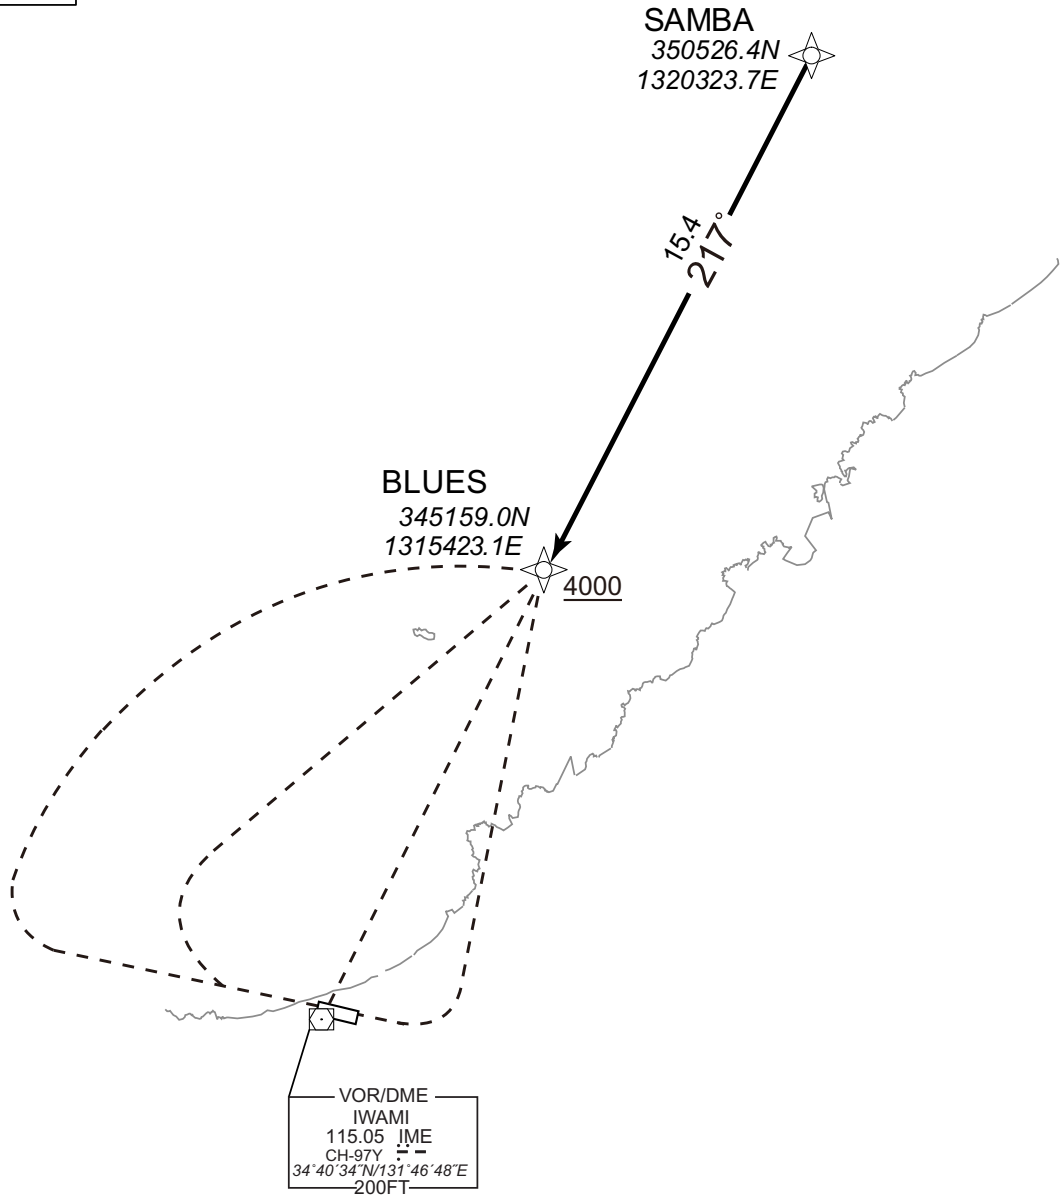 SAMBA
350526.4N
1320323.7E
15.4
217°
BLUES
345159.0N
1315423.1E
4000
VOR/DME
IWAMI
115.05 IME
CH-97Y
34°40′34″N/131°46′48″E
200FT